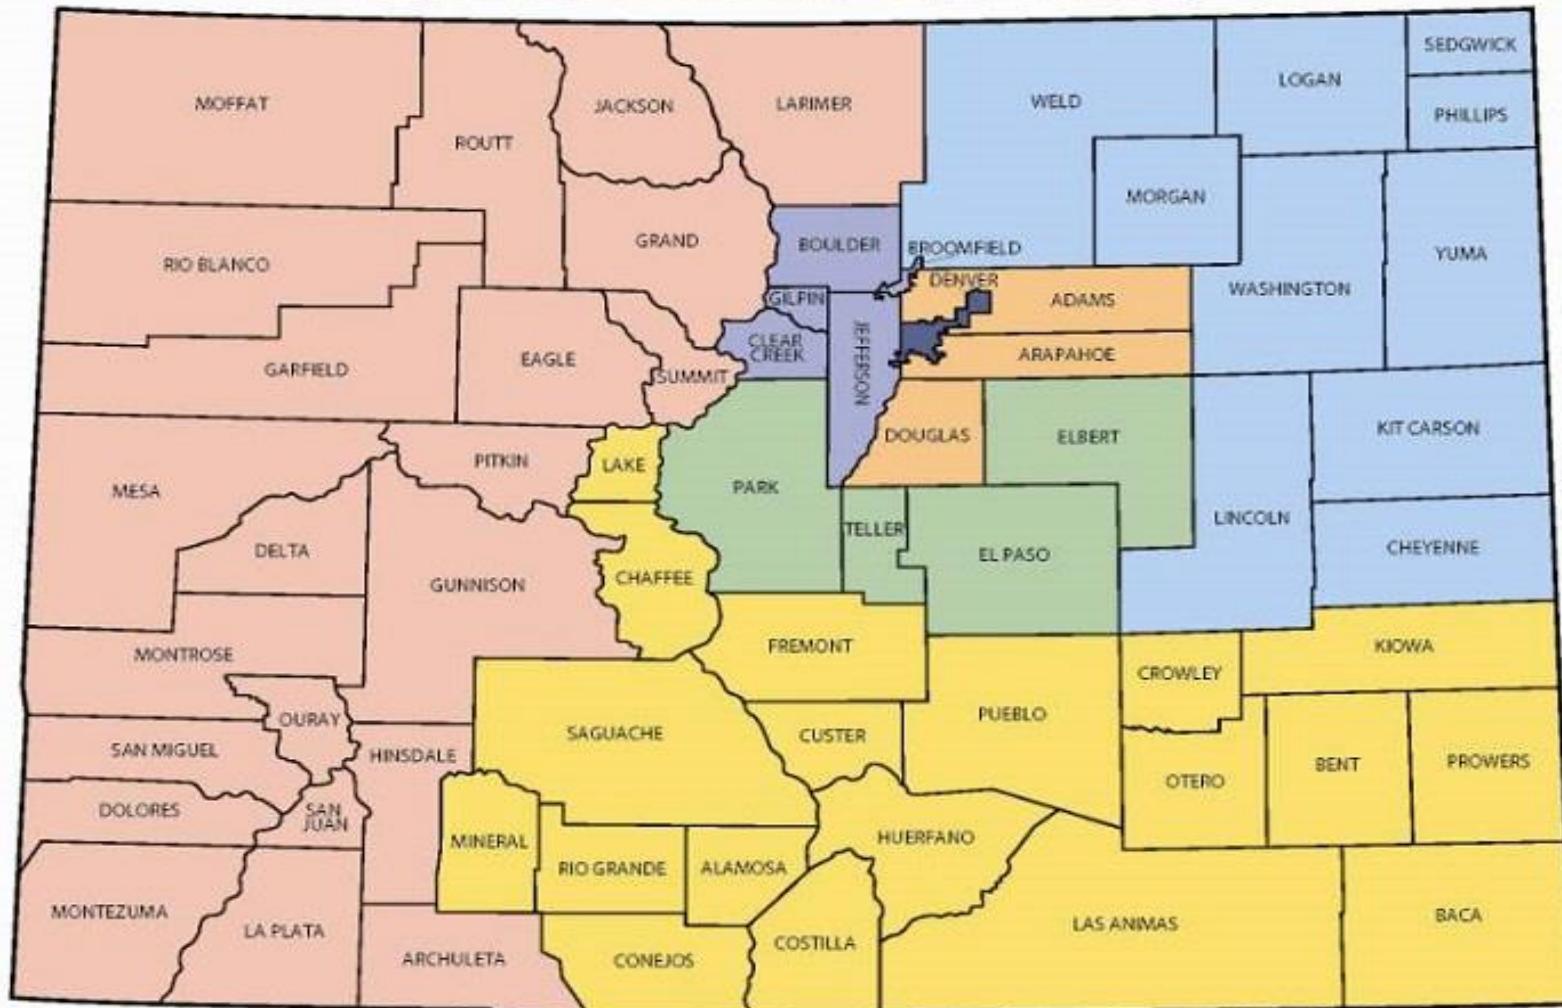 SEDGWICK
LOGAN
MOFFAT
JACKSON
LARIMER
WELD
PHILLIPS
ROUTT
MORGAN
GRAND
BOULDER
BROOMFIELD
YUMA
RIO BLANCO
DENVER
WASHINGTON
GILPIN
ADAMS
CLEAR
CREEK
JEFFERSON
ARAPAHOE
EAGLE
GARFIELD
SUMMIT
KIT CARSON
DOUGLAS
ELBERT
PITKIN
LAKE
MESA
PARK
LINCOLN
TELLER
CHEYENNE
DELTA
EL PASO
GUNNISON
CHAFFEE
MONTROSE
FREMONT
KIOWA
CROWLEY
OURAY
PUEBLO
SAGUACHE
CUSTER
SAN MIGUEL
HINSDALE
BENT
PROWERS
OTERO
DOLORES
SAN
JUAN
MINERAL
HUERFANO
RIO GRANDE
ALAMOSA
MONTEZUMA
LA PLATA
BACA
LAS ANIMAS
COSTILLA
ARCHULETA
CONEJOS